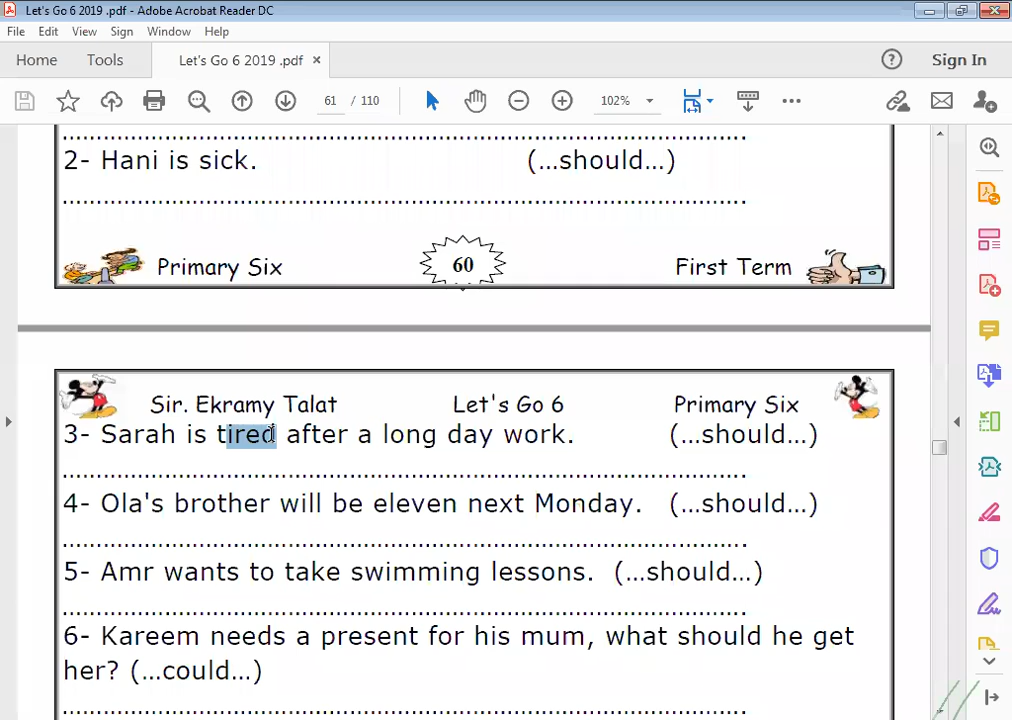 Let's Go 6 2019 .pdf - Adobe Acrobat Reader DC
File Edit View Sign Window Help
Home Tools Let's Go 6 2019 .pdf × Sign In
61 / 110 102%
2- Hani is sick. (...should...)
Primary Six 60 First Term
Sir. Ekramy Talat Let's Go 6 Primary Six
3- Sarah is tired after a long day work. (...should...)
4- Ola's brother will be eleven next Monday. (...should...)
5- Amr wants to take swimming lessons. (...should...)
6- Kareem needs a present for his mum, what should he get
her? (...could...)